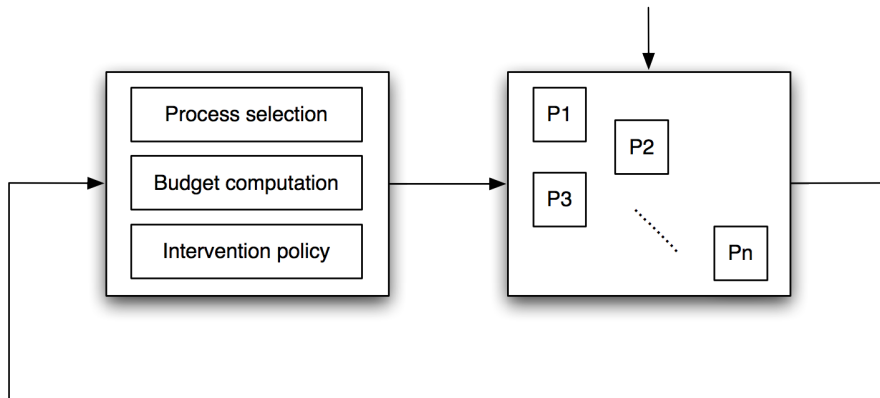 Process selection
Budget computation
Intervention policy
P1
P2
P3
Pn